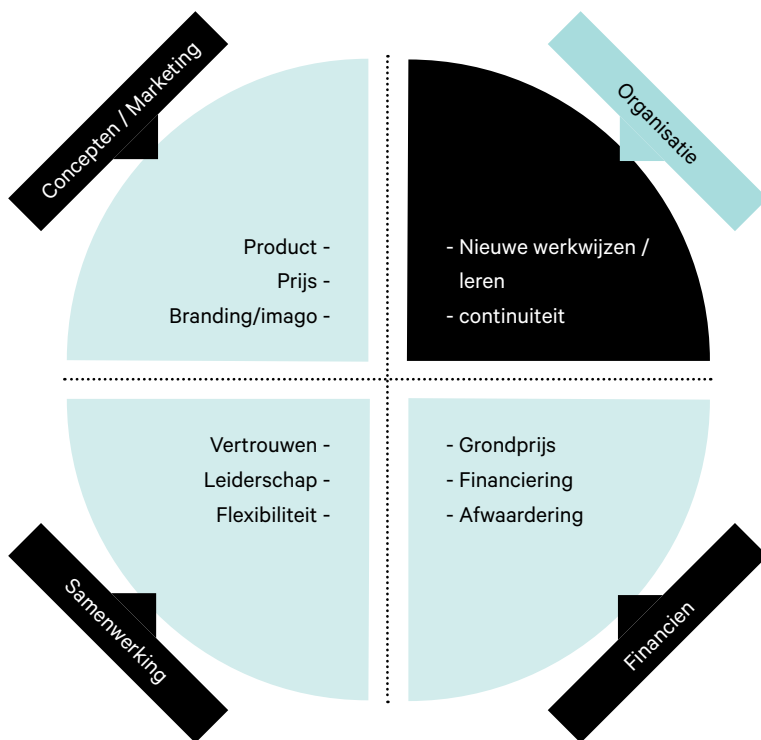 Concepten / Marketing
Organisatie
Product -
Prijs -
Branding/imago -
- Nieuwe werkwijzen /
leren
- continuiteit
Vertrouwen -
Leiderschap -
Flexibiliteit -
- Grondprijs
- Financiering
- Afwaardering
Samenwerking
Financien